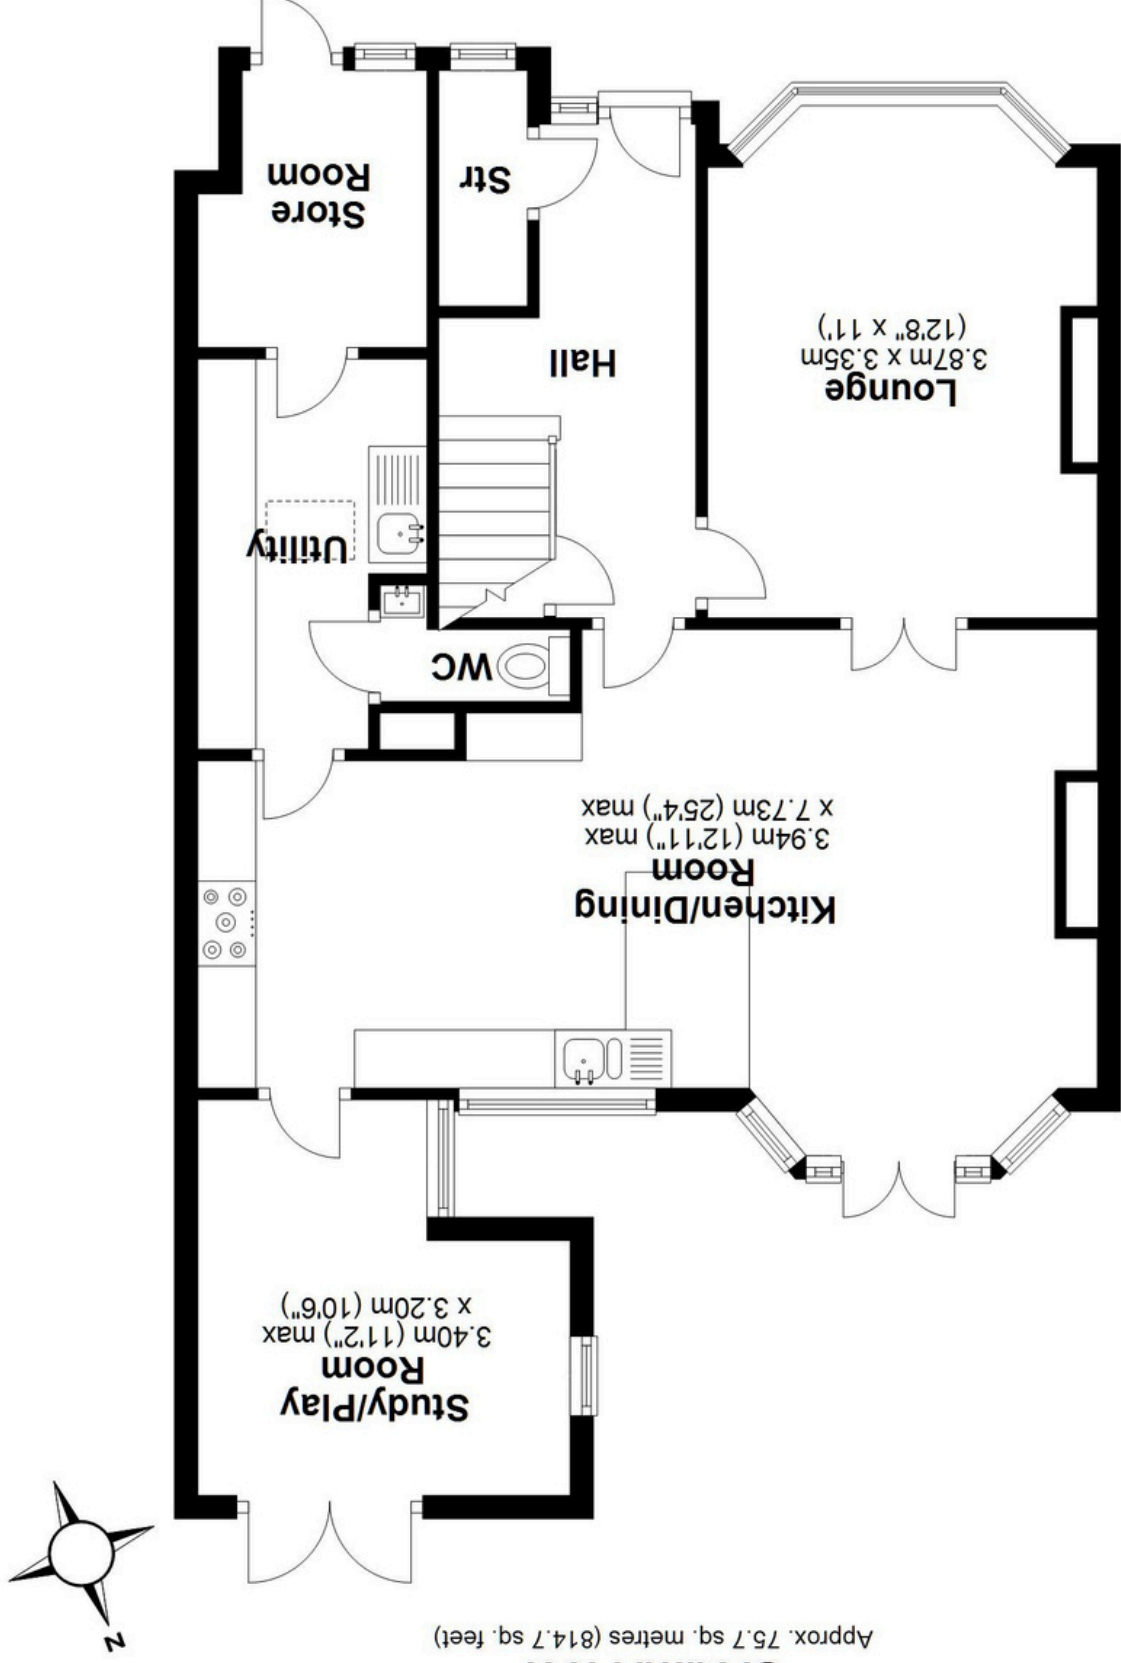 Approx. 75.7 sq. metres (814.7 sq. feet)
N
Study/Play
Room
3.40m (11'2") max
x 3.20m (10'6")
Kitchen/Dining
Room
3.94m (12'11") max
x 7.73m (25'4") max
WC
Utility
Lounge
3.87m x 3.35m
(12'8" x 11')
Hall
Store
Room
Str